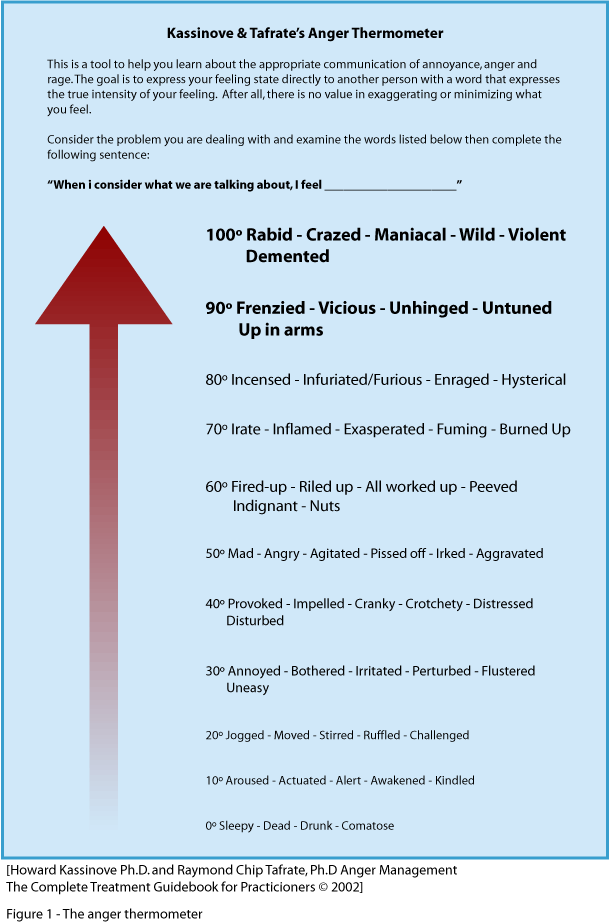 Kassinove & Tafrate's Anger Thermometer
This is a tool to help you learn about the appropriate communication of annoyance, anger and
rage. The goal is to express your feeling state directly to another person with a word that expresses
the true intensity of your feeling.  After all, there is no value in exaggerating or minimizing what
you feel.
Consider the problem you are dealing with and examine the words listed below then complete the
following sentence:
“When i consider what we are talking about, I feel _____________________”
100º Rabid - Crazed - Maniacal - Wild - Violent
Demented
90º Frenzied - Vicious - Unhinged - Untuned
Up in arms
80º Incensed - Infuriated/Furious - Enraged - Hysterical
70º Irate - Inflamed - Exasperated - Fuming - Burned Up
60º Fired-up - Riled up - All worked up - Peeved
Indignant - Nuts
50º Mad - Angry - Agitated - Pissed off - Irked - Aggravated
40º Provoked - Impelled - Cranky - Crotchety - Distressed
Disturbed
30º Annoyed - Bothered - Irritated - Perturbed - Flustered
Uneasy
20º Jogged - Moved - Stirred - Ruffled - Challenged
10º Aroused - Actuated - Alert - Awakened - Kindled
0º Sleepy - Dead - Drunk - Comatose
[Howard Kassinove Ph.D. and Raymond Chip Tafrate, Ph.D Anger Management
The Complete Treatment Guidebook for Practicioners © 2002]
Figure 1 - The anger thermometer